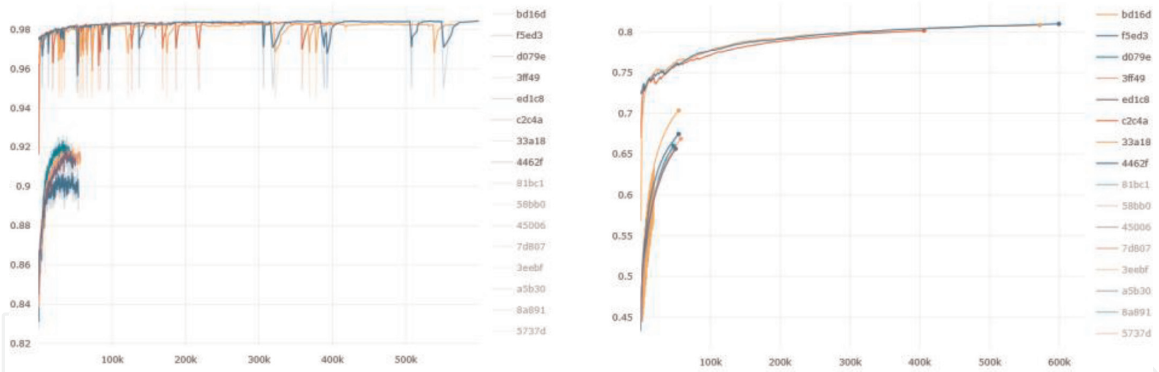 0.98
0.96
0.94
0.92
0.9
0.88
0.86
0.84
0.82
100k
200k
300k
400k
500k
bd16d
f5ed3
d079e
3ff49
ed1c8
c2c4a
33a18
4462f
81bc1
58bb0
45006
7d807
3eebf
a5b30
8a891
5737d
0.8
0.75
0.7
0.65
0.6
0.55
0.5
0.45
100k
200k
300k
400k
500k
600k
bd16d
f5ed3
d079e
3ff49
ed1c8
c2c4a
33a18
4462f
81bc1
58bb0
45006
7d807
3eebf
a5b30
8a891
5737d